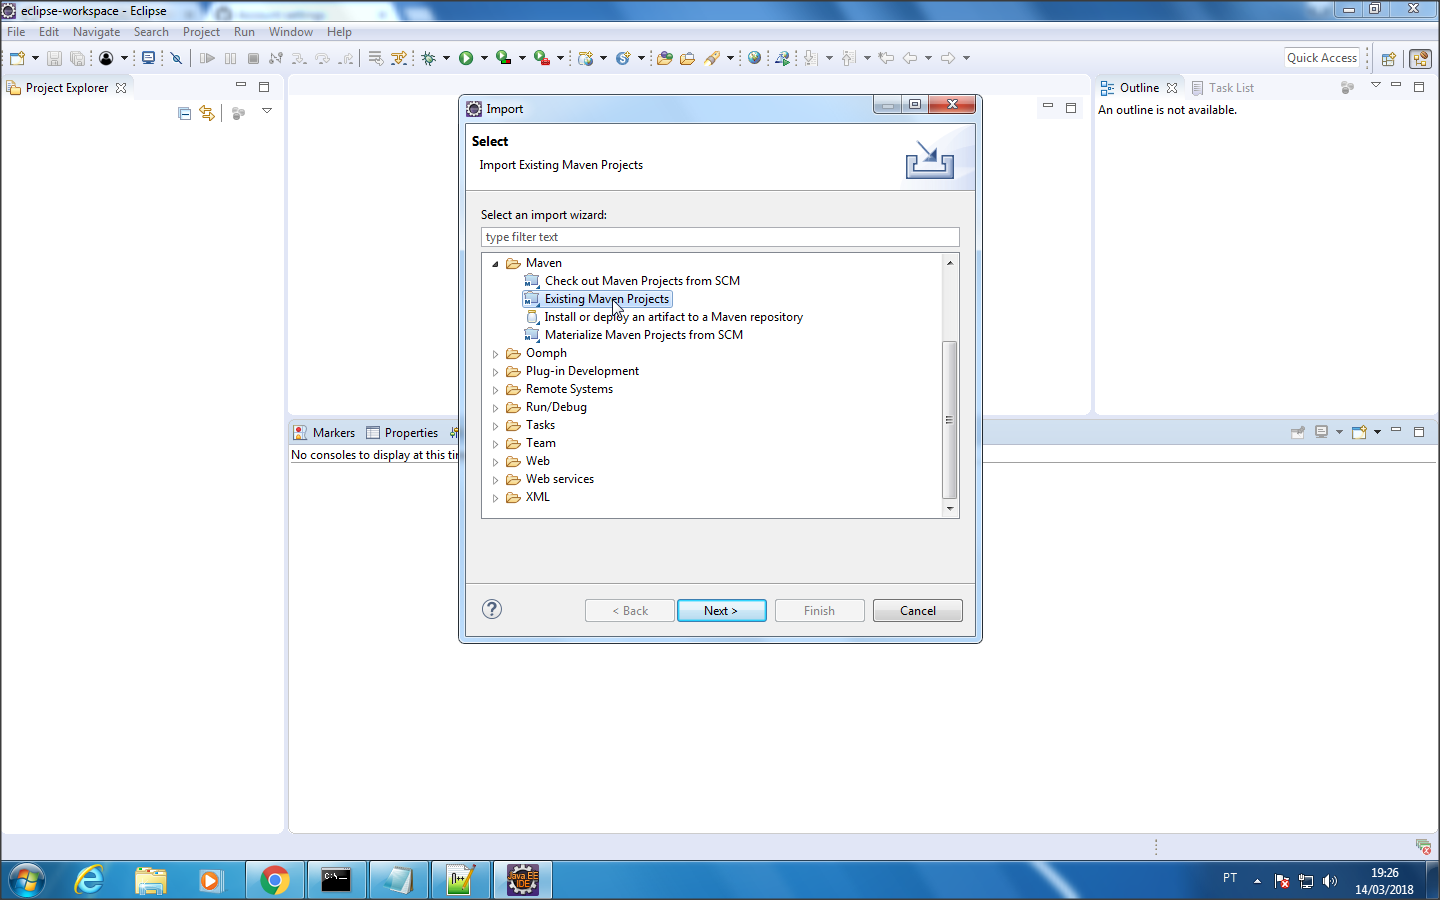 eclipse-workspace - Eclipse
File Edit Navigate Search Project Run Window Help
Quick Access
Project Explorer
Outline Task List
An outline is not available.
Import
Select
Import Existing Maven Projects
Select an import wizard:
type filter text
Maven
Check out Maven Projects from SCM
Existing Maven Projects
Install or deploy an artifact to a Maven repository
Materialize Maven Projects from SCM
Oomph
Plug-in Development
Remote Systems
Run/Debug
Tasks
Team
Web
Web services
XML
< Back Next > Finish Cancel
Markers Properties
No consoles to display at this
Java EE
IDE
PT
19:26
14/03/2018